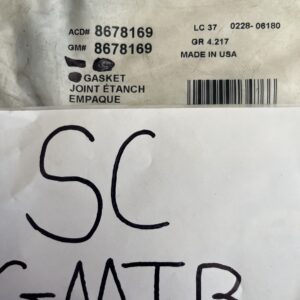 ACD# 8678169 LC 37 0228-06180
GM# 8678169 GR 4.217
MADE IN USA
GASKET
JOINT ÉTANCH
EMPAQUE
SC
GMTB